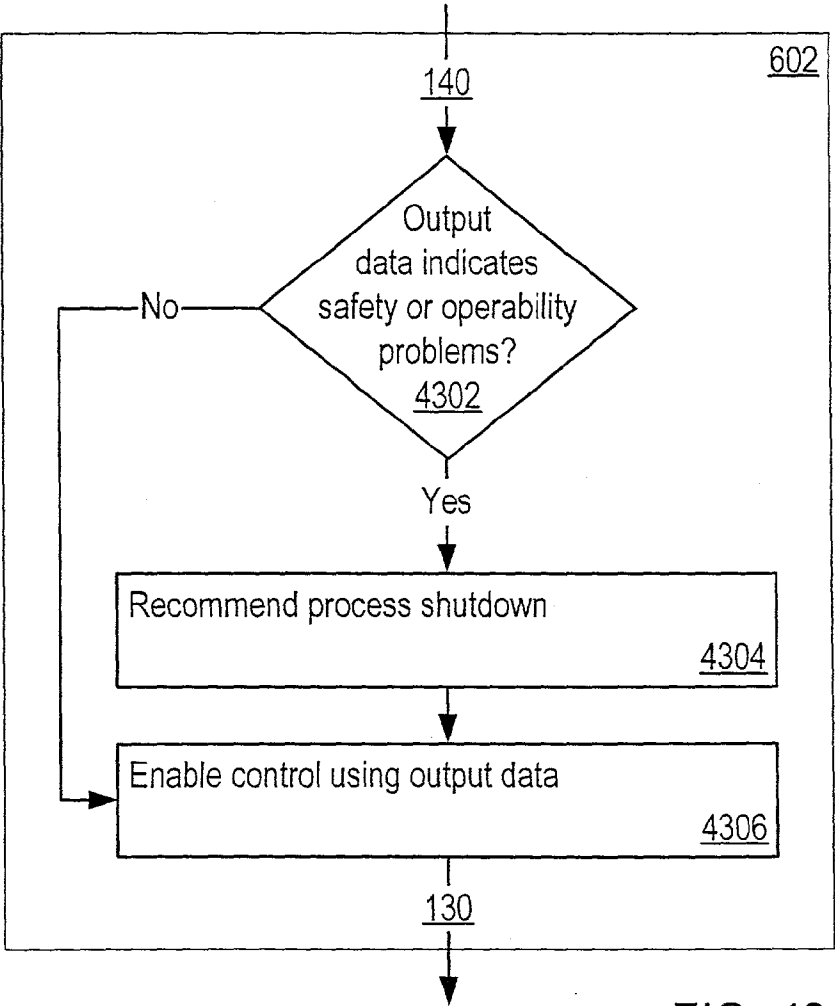 602
140
Output
data indicates
safety or operability
problems?
4302
No
Yes
Recommend process shutdown
4304
Enable control using output data
4306
130